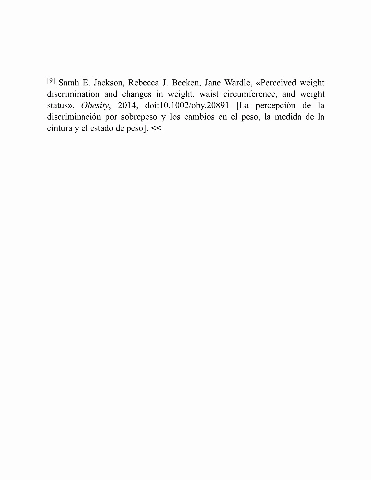 [9] Sarah E. Jackson, Rebecca J. Beeken, Jane Wardle, «Perceived weight
discrimination and changes in weight, waist circumference, and weight
status». Obesity, 2014, doi:10.1002/oby.20891 [La percepción de la
discriminación por sobrepeso y los cambios en el peso, la medida de la
cintura y el estado de peso]. <<